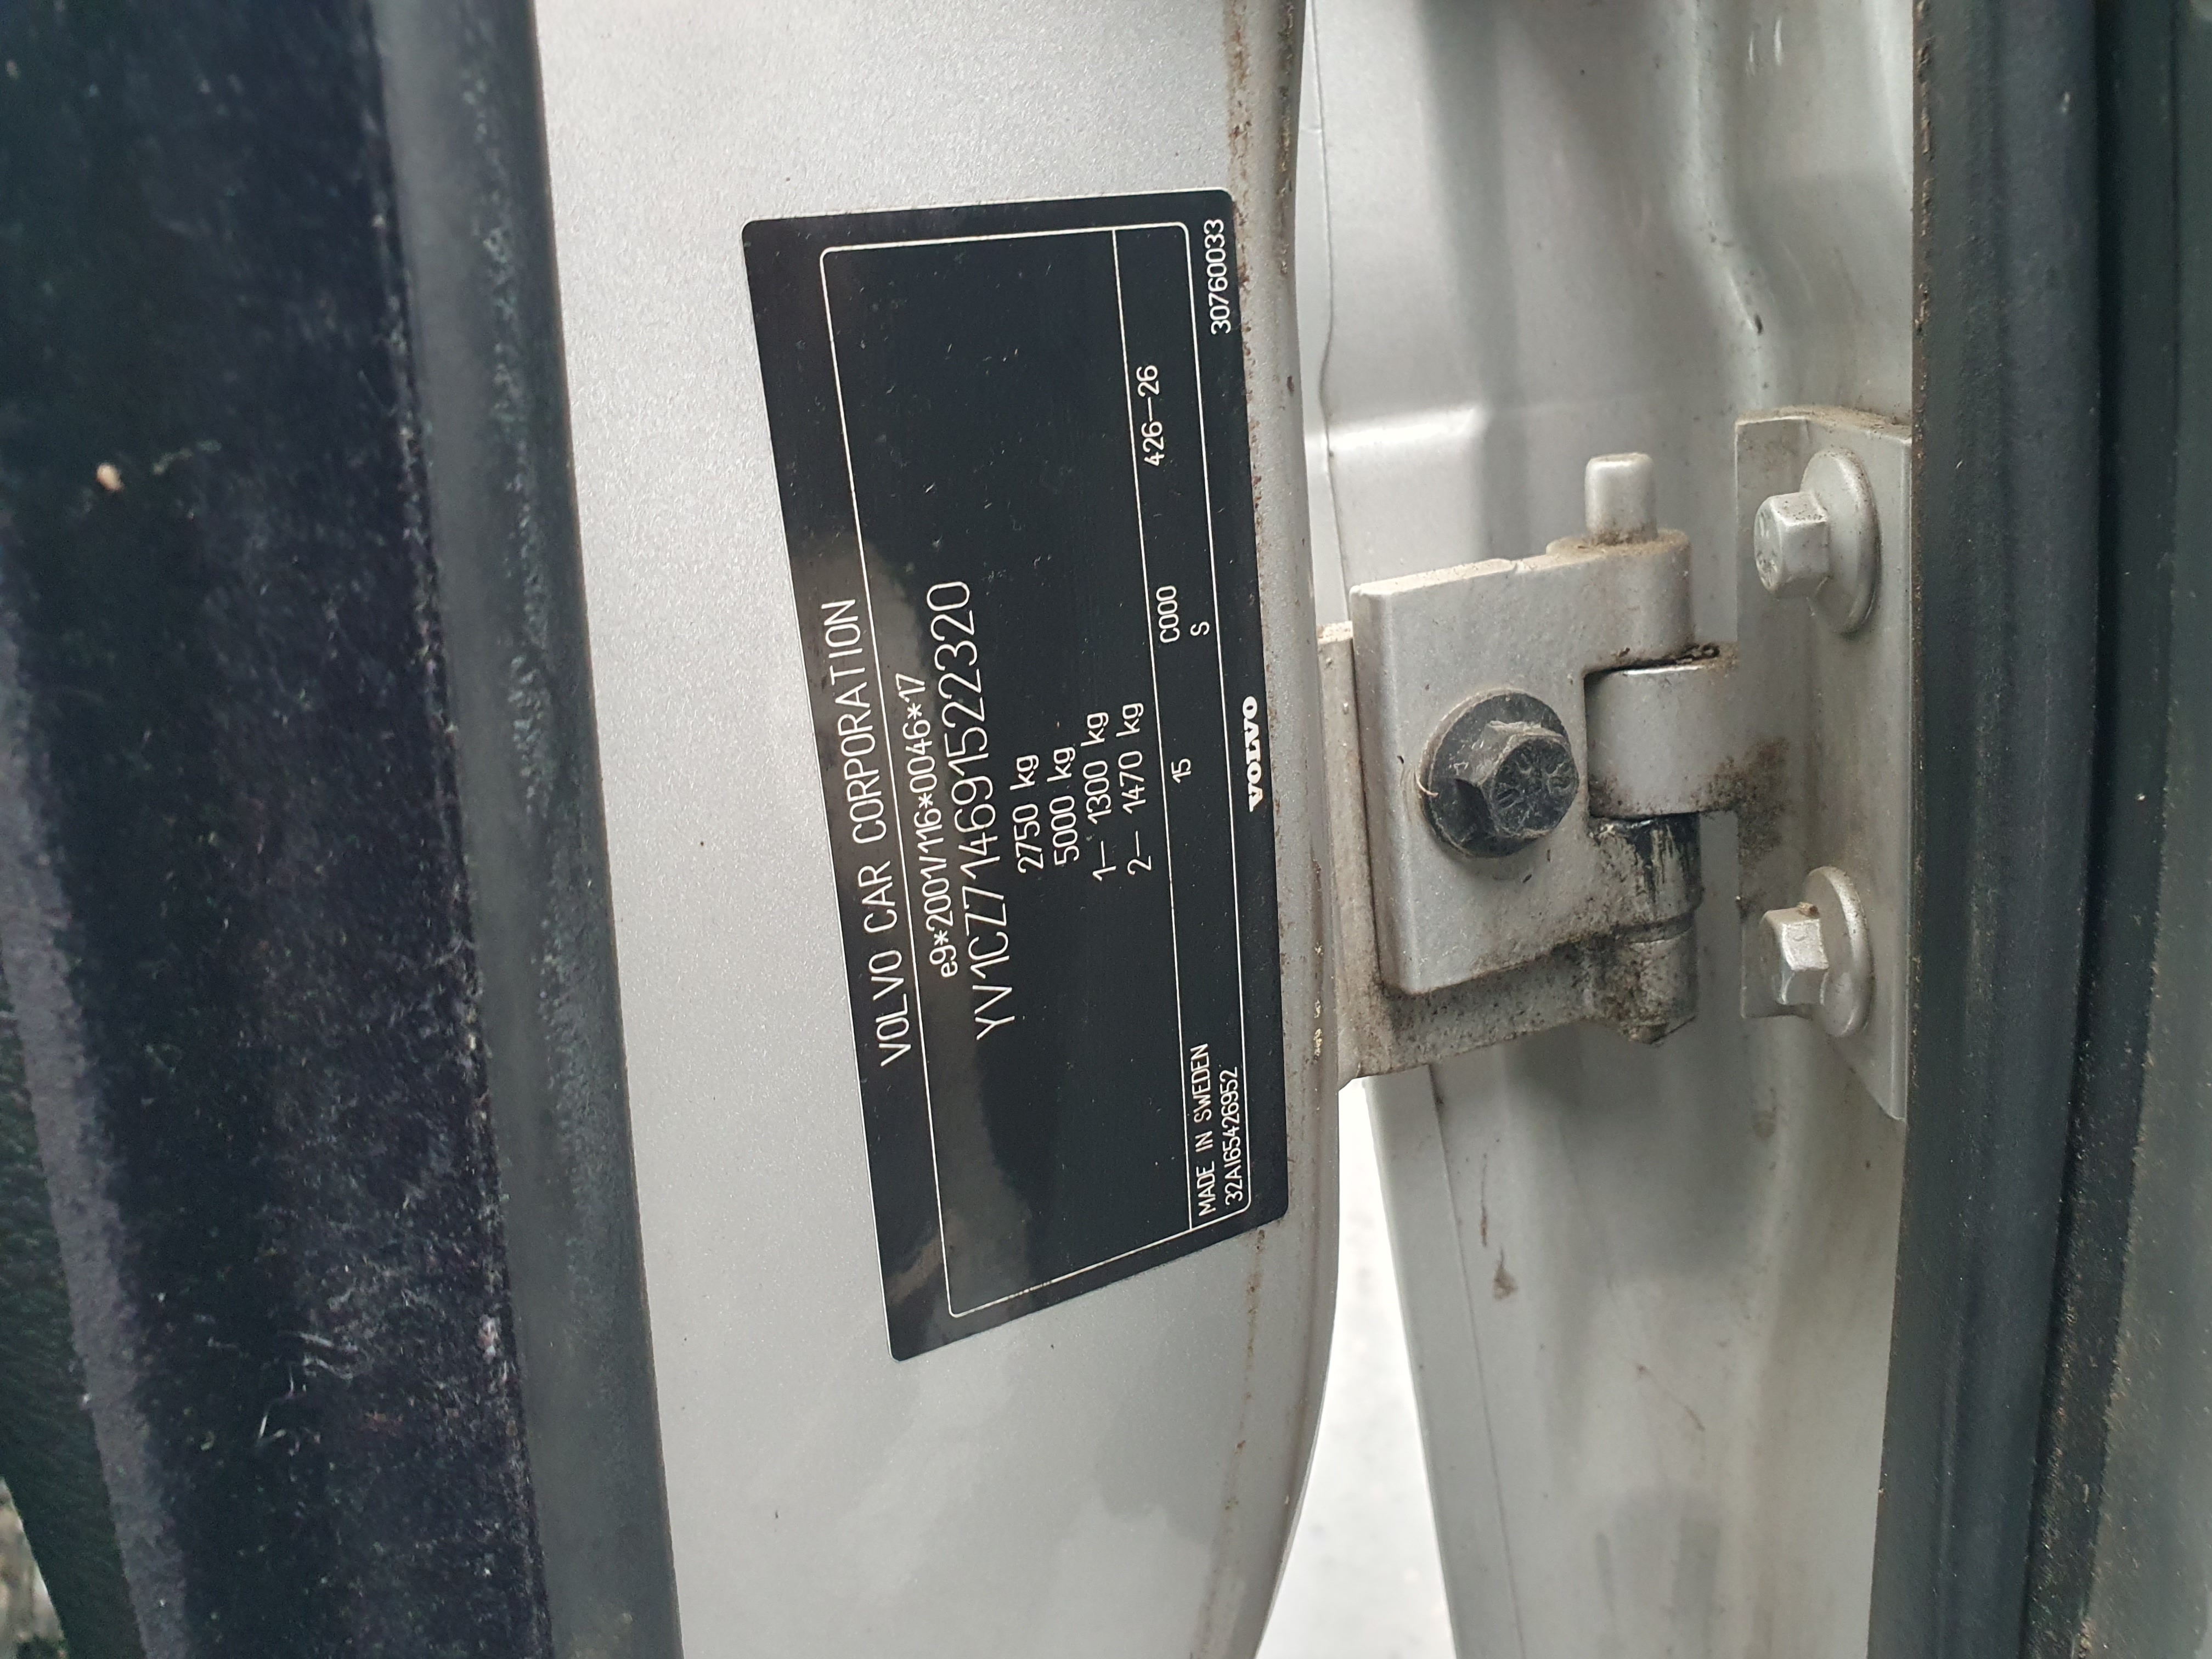 VOLVO CAR CORPORATION
e9*2001/116*0046*17
YV1CZ714691522320
2750 kg
5000 kg
1– 1300 kg
2– 1470 kg
MADE IN SWEDEN 15 C000 426–26
32AI65426952 S
VOLVO 30760033